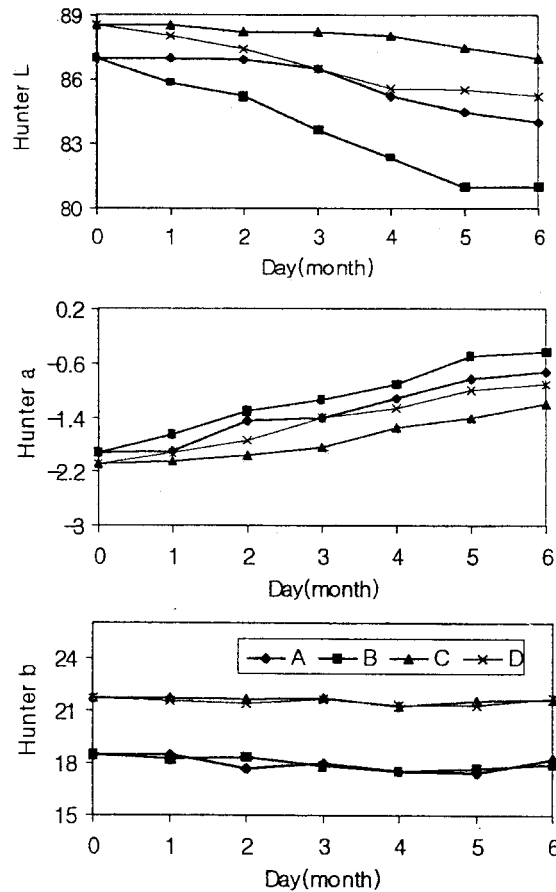 Hunter L
89
86
83
80
0 1 2 3 4 5 6
Day(month)
Hunter a
0.2
-0.6
-1.4
-2.2
-3
0 1 2 3 4 5 6
Day(month)
Hunter b
24
21
18
15
A B C D
0 1 2 3 4 5 6
Day(month)